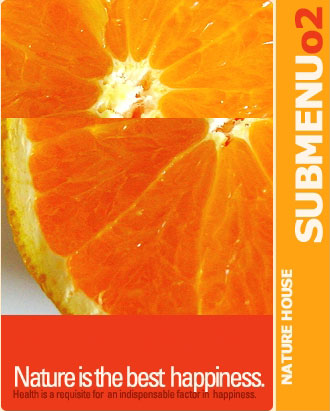 Nature is the best happiness.
Health is a requisite for an indispensable factor in happiness.
SUBMENU02
NATURE HOUSE